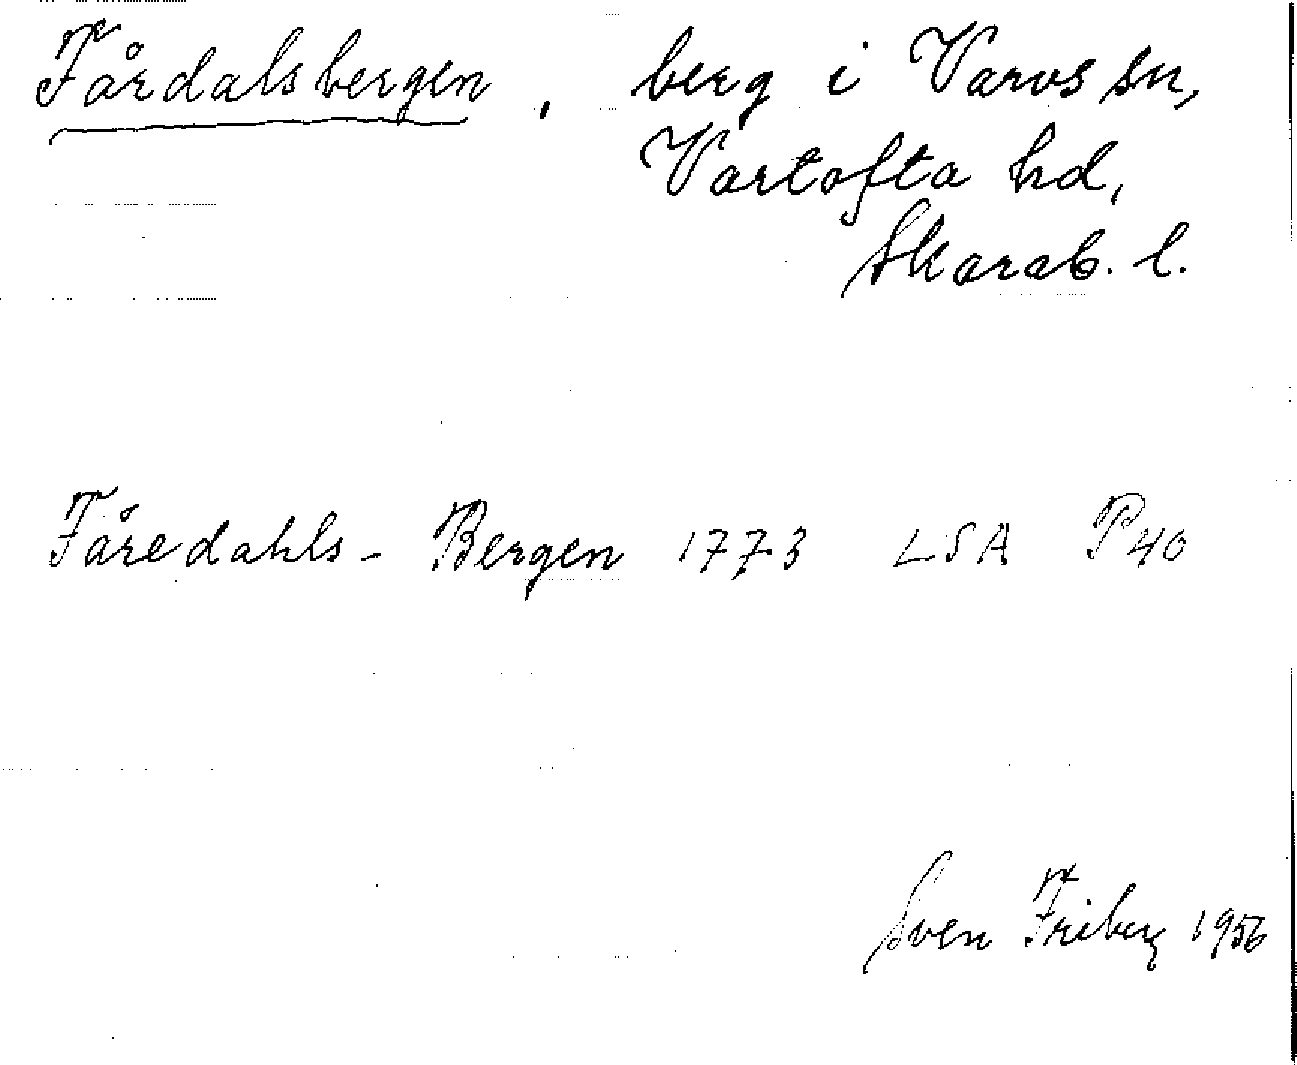 Fårdalsbergen, berg i Varvs sn,
Vartofta hd,
Skarab. l.
Fåredahls-Bergen 1773 LSA P40
Sven Friberg 1956